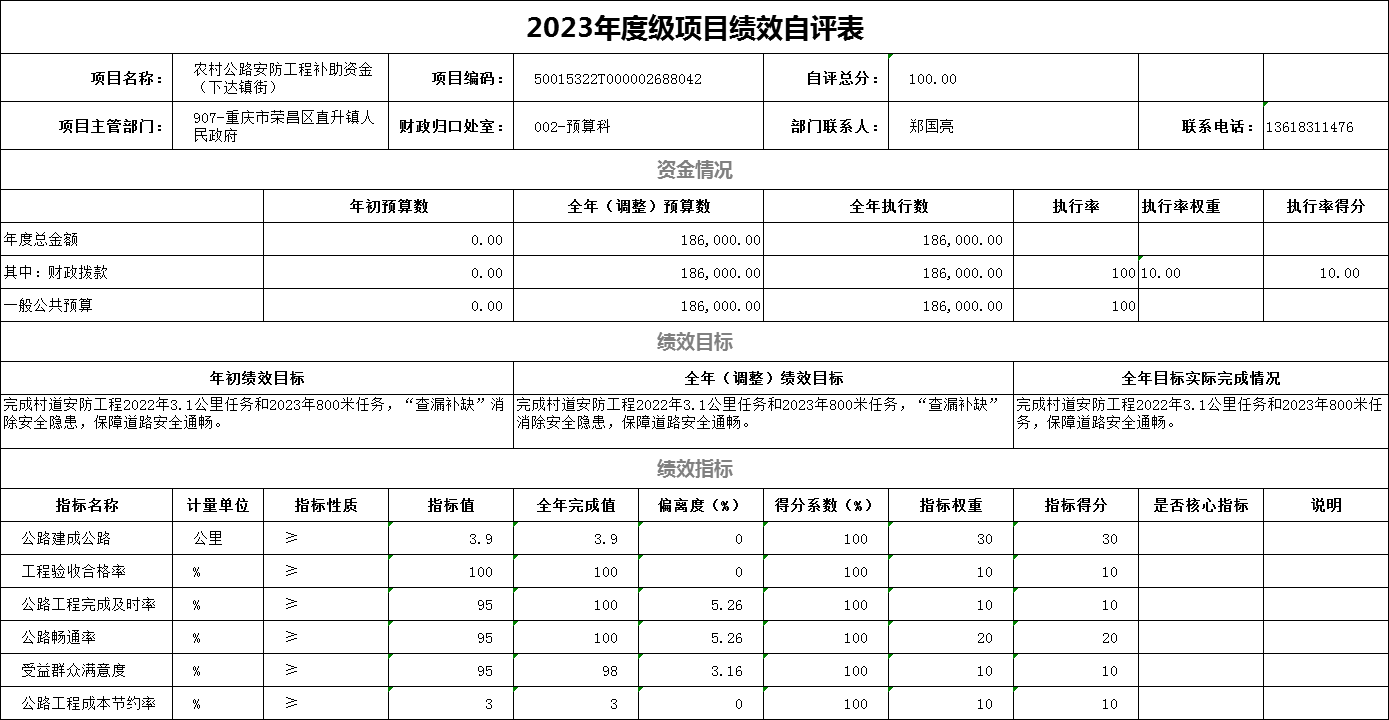 2023年度级项目绩效自评表
项目名称： 农村公路安防工程补助资金（下达镇街） 项目编码： 50015322T000002688042 自评总分： 100.00
项目主管部门： 907-重庆市荣昌区直升镇人民政府 财政归口处室： 002-预算科 部门联系人： 郑国亮 联系电话： 13618311476
资金情况
年初预算数 全年（调整）预算数 全年执行数 执行率 执行率权重 执行率得分
年度总金额 0.00 186,000.00 186,000.00
其中：财政拨款 0.00 186,000.00 186,000.00 100 10.00 10.00
一般公共预算 0.00 186,000.00 186,000.00 100
绩效目标
年初绩效目标 全年（调整）绩效目标 全年目标实际完成情况
完成村道安防工程2022年3.1公里任务和2023年800米任务，“查漏补缺”消除安全隐患，保障道路安全通畅。 完成村道安防工程2022年3.1公里任务和2023年800米任务，“查漏补缺”消除安全隐患，保障道路安全通畅。 完成村道安防工程2022年3.1公里任务和2023年800米任务，保障道路安全通畅。
绩效指标
指标名称 计量单位 指标性质 指标值 全年完成值 偏离度（%） 得分系数（%） 指标权重 指标得分 是否核心指标 说明
公路建成公路 公里 ≥ 3.9 3.9 0 100 30 30
工程验收合格率 % ≥ 100 100 0 100 10 10
公路工程完成及时率 % ≥ 95 100 5.26 100 10 10
公路畅通率 % ≥ 95 100 5.26 100 20 20
受益群众满意度 % ≥ 95 98 3.16 100 10 10
公路工程成本节约率 % ≥ 3 3 0 100 10 10